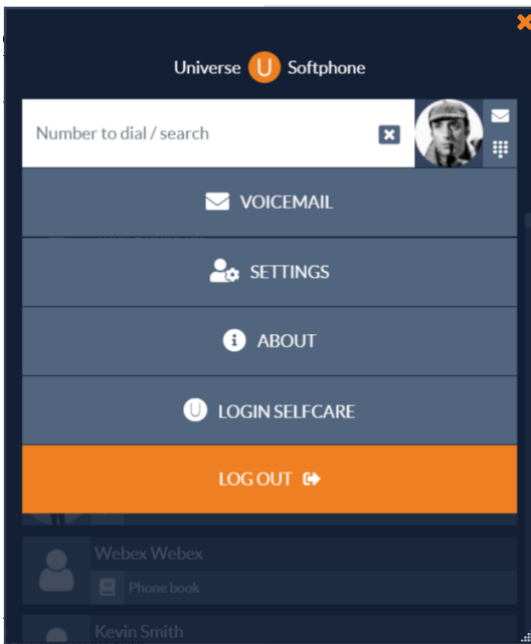 Universe U Softphone
Number to dial / search
VOICEMAIL
SETTINGS
ABOUT
LOGIN SELFCARE
LOG OUT
Webex Webex
Phone book
Kevin Smith